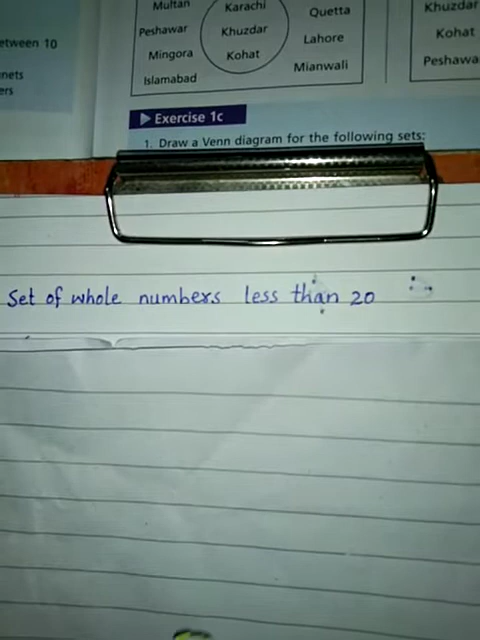 Multan
Karachi
Quetta
Khuzdar
Peshawar
Khuzdar
Lahore
Kohat
etween 10
Mingora
Kohat
Mianwali
Peshawa
nets
ers
Islamabad
Exercise 1c
1. Draw a Venn diagram for the following sets:
Set of whole numbers less than 20